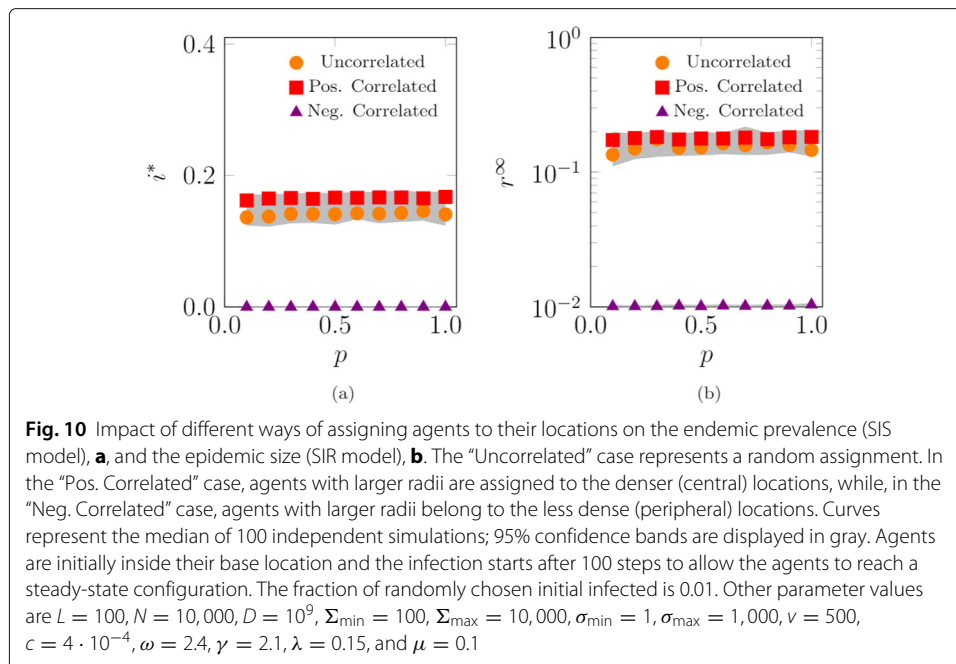 0.4
0.2
0.0
i*
Uncorrelated
Pos. Correlated
Neg. Correlated
0.0 0.5 1.0
p
(a)
10⁰
10⁻¹
10⁻²
r∞
Uncorrelated
Pos. Correlated
Neg. Correlated
0.0 0.5 1.0
p
(b)
Fig. 10 Impact of different ways of assigning agents to their locations on the endemic prevalence (SIS
model), a, and the epidemic size (SIR model), b. The “Uncorrelated” case represents a random assignment. In
the “Pos. Correlated” case, agents with larger radii are assigned to the denser (central) locations, while, in the
“Neg. Correlated” case, agents with larger radii belong to the less dense (peripheral) locations. Curves
represent the median of 100 independent simulations; 95% confidence bands are displayed in gray. Agents
are initially inside their base location and the infection starts after 100 steps to allow the agents to reach a
steady-state configuration. The fraction of randomly chosen initial infected is 0.01. Other parameter values
are L = 100, N = 10,000, D = 10⁹, Σmin = 100, Σmax = 10,000, σmin = 1, σmax = 1,000, v = 500,
c = 4 · 10⁻⁴, ω = 2.4, γ = 2.1, λ = 0.15, and μ = 0.1